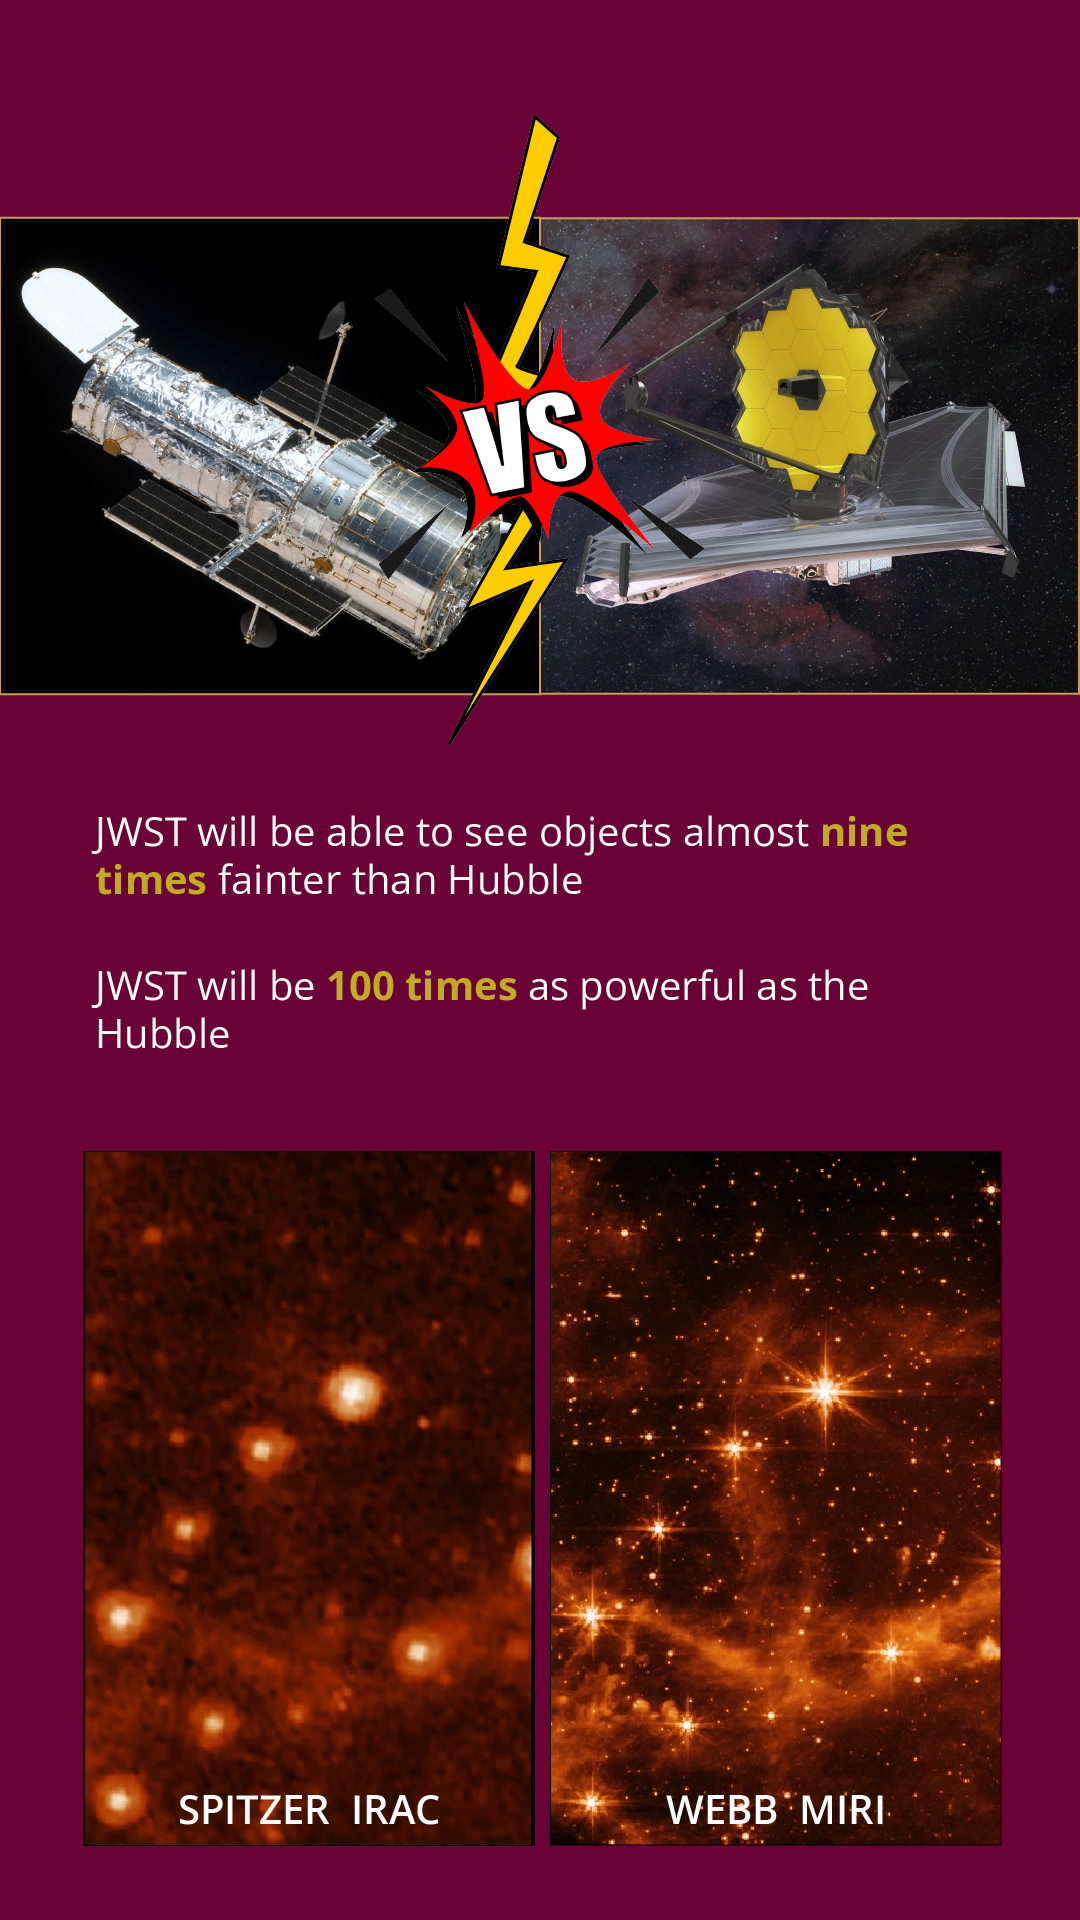 VS
JWST will be able to see objects almost nine
times fainter than Hubble
JWST will be 100 times as powerful as the
Hubble
SPITZER IRAC
WEBB MIRI